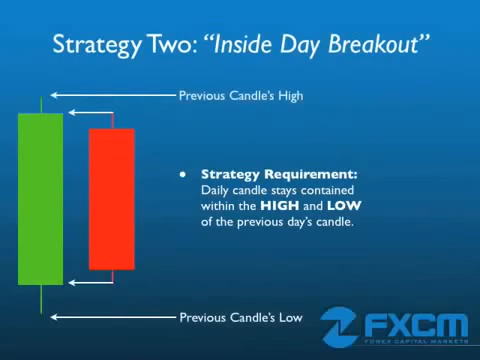 Strategy Two: “Inside Day Breakout”
Previous Candle's High
• Strategy Requirement:
Daily candle stays contained
within the HIGH and LOW
of the previous day's candle.
Previous Candle's Low
FXCM
FOREX CAPITAL MARKETS